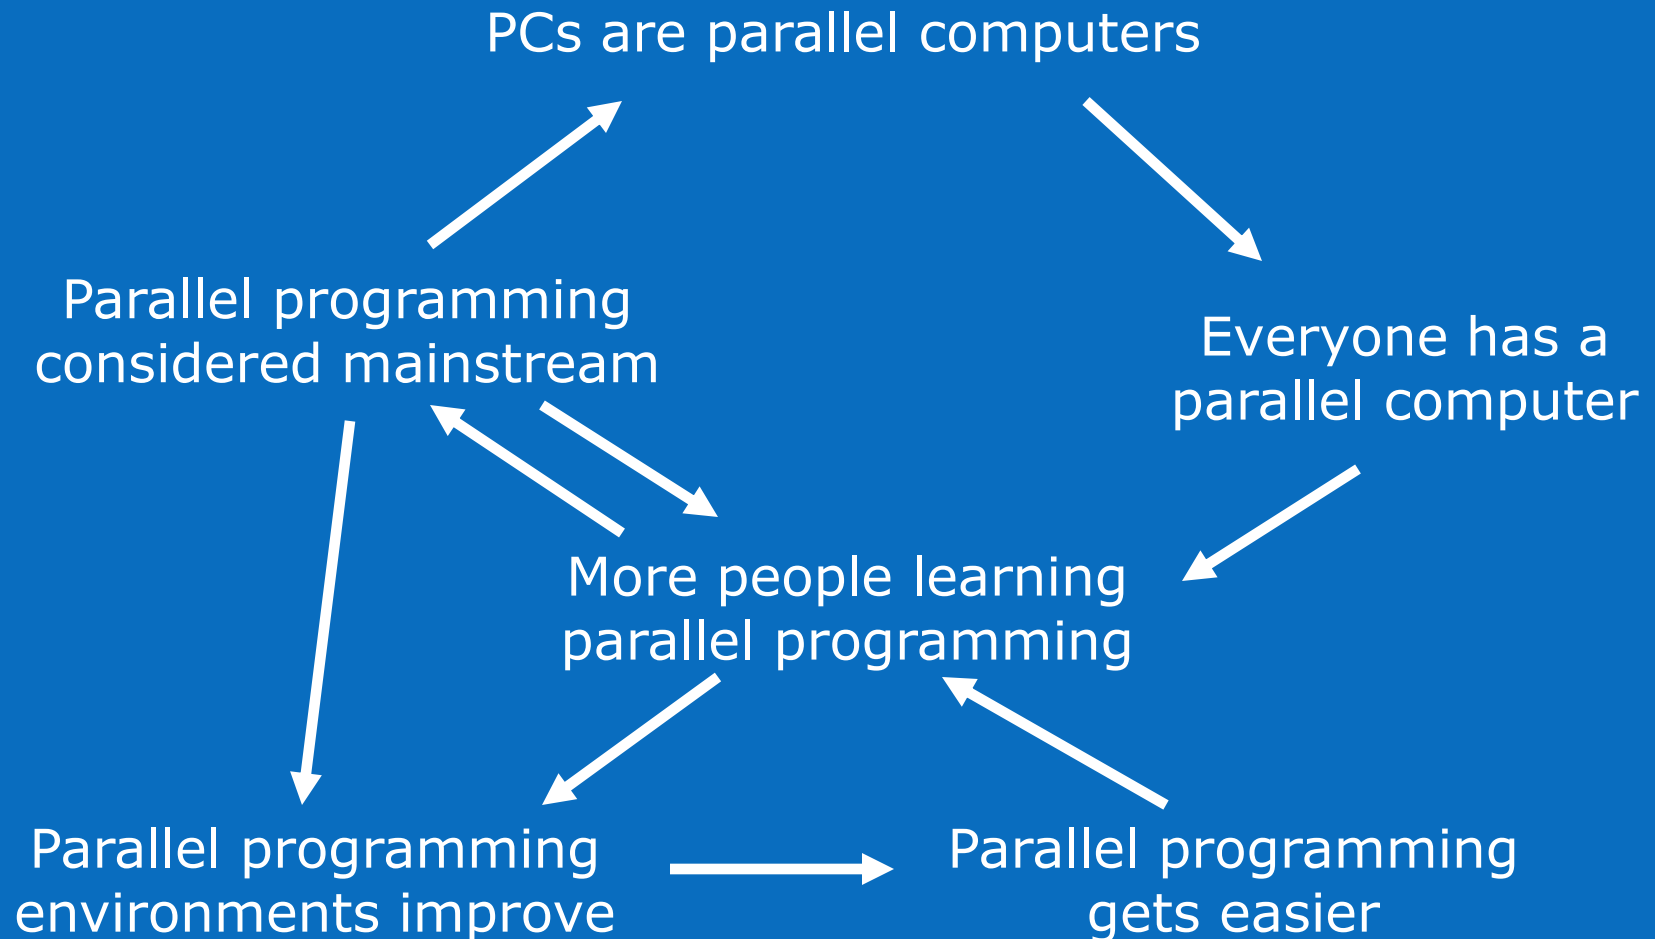 PCs are parallel computers
Parallel programming
considered mainstream
Everyone has a
parallel computer
More people learning
parallel programming
Parallel programming
environments improve
Parallel programming
gets easier